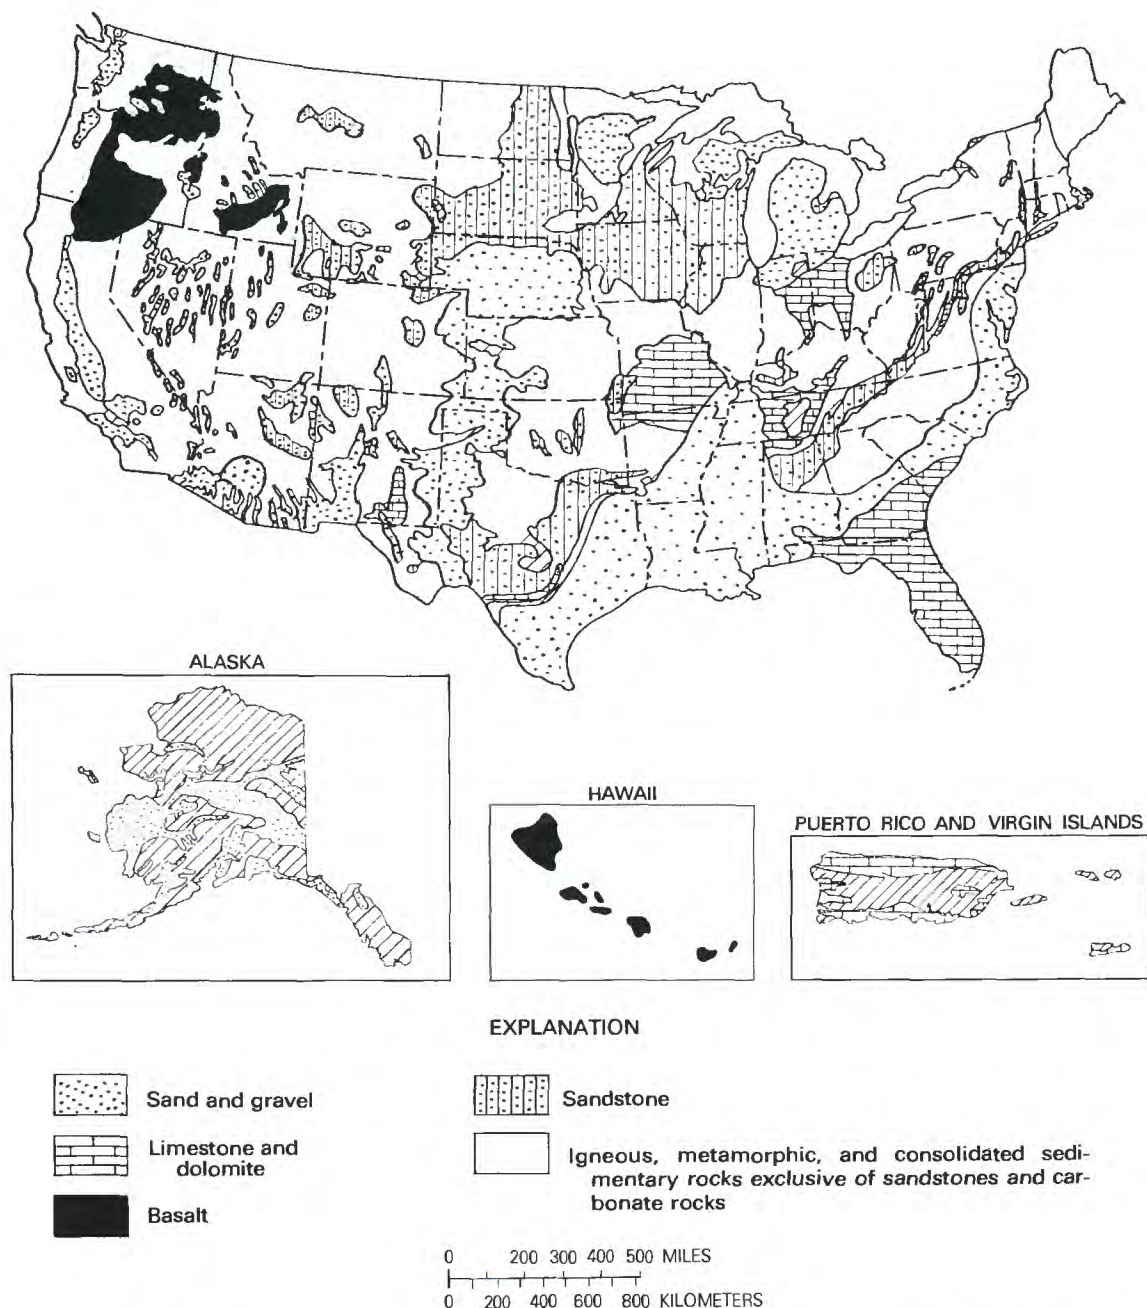 ALASKA
HAWAII
PUERTO RICO AND VIRGIN ISLANDS
EXPLANATION
Sand and gravel
Limestone and
dolomite
Basalt
Sandstone
Igneous, metamorphic, and consolidated sedi-
mentary rocks exclusive of sandstones and car-
bonate rocks
0 200 300 400 500 MILES
0 200 400 600 800 KILOMETERS